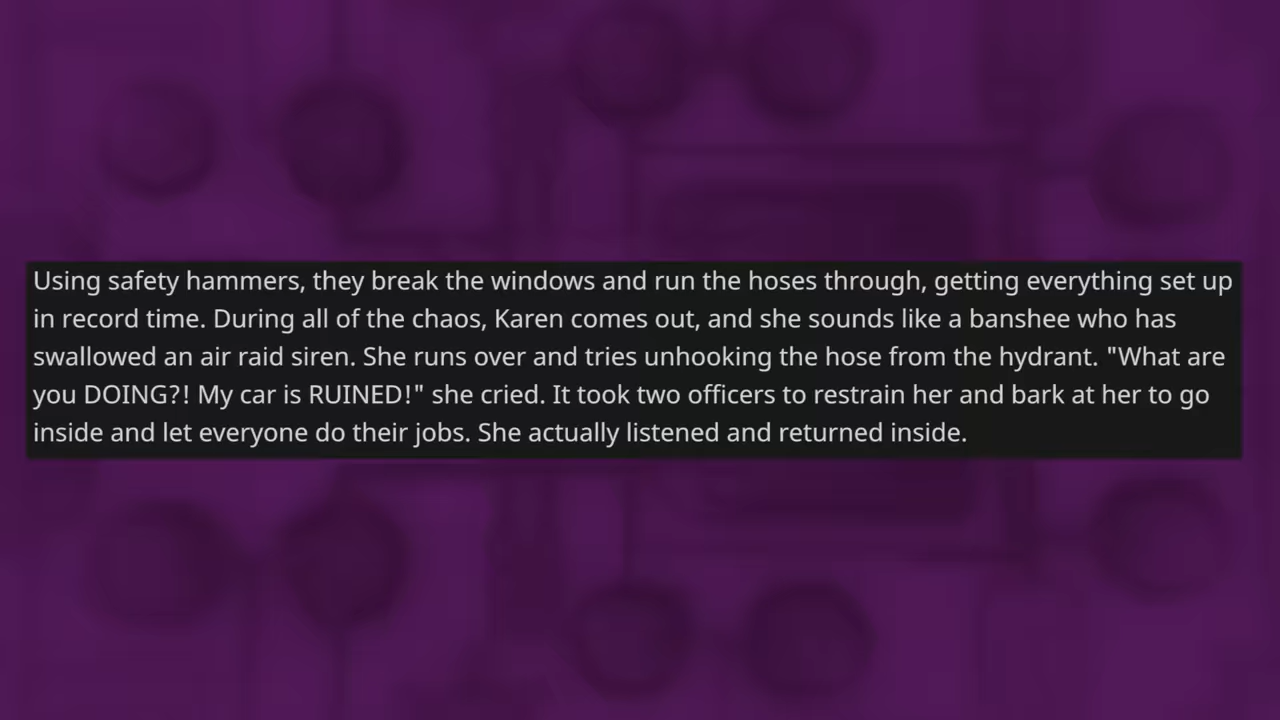 Using safety hammers, they break the windows and run the hoses through, getting everything set up
in record time. During all of the chaos, Karen comes out, and she sounds like a banshee who has
swallowed an air raid siren. She runs over and tries unhooking the hose from the hydrant. "What are
you DOING?! My car is RUINED!" she cried. It took two officers to restrain her and bark at her to go
inside and let everyone do their jobs. She actually listened and returned inside.